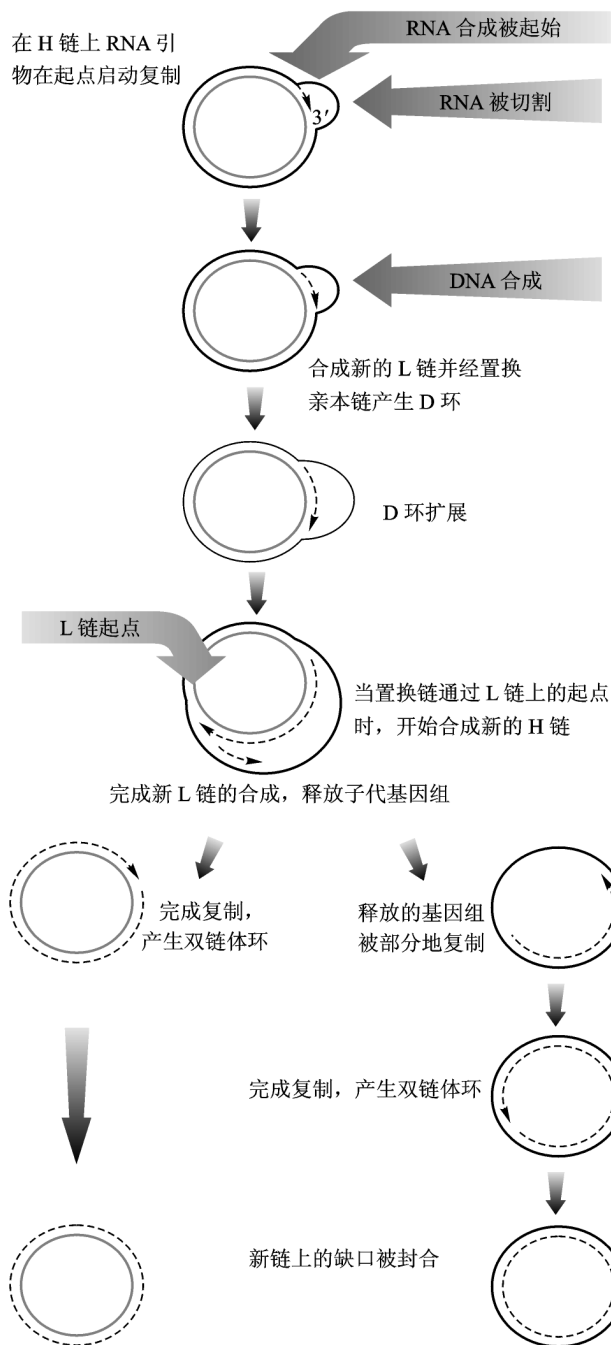 在 H 链上 RNA 引
物在起点启动复制
RNA 合成被起始
3′
RNA 被切割
DNA 合成
合成新的 L 链并经置换
亲本链产生 D 环
D 环扩展
L 链起点
当置换链通过 L 链上的起点
时，开始合成新的 H 链
完成新 L 链的合成，释放子代基因组
完成复制，
产生双链体环
释放的基因组
被部分地复制
完成复制，产生双链体环
新链上的缺口被封合